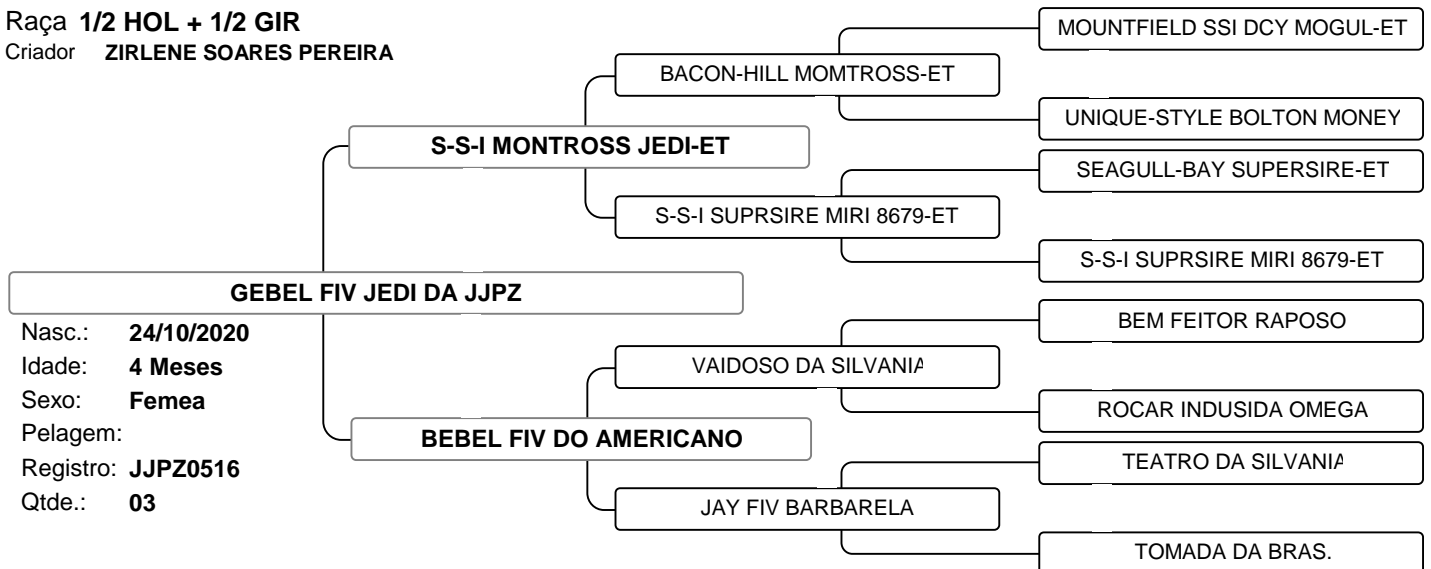 Raça 1/2 HOL + 1/2 GIR
Criador ZIRLENE SOARES PEREIRA
MOUNTFIELD SSI DCY MOGUL-ET
BACON-HILL MOMTROSS-ET
UNIQUE-STYLE BOLTON MONEY
S-S-I MONTROSS JEDI-ET
SEAGULL-BAY SUPERSIRE-ET
S-S-I SUPRSIRE MIRI 8679-ET
S-S-I SUPRSIRE MIRI 8679-ET
GEBEL FIV JEDI DA JJPZ
Nasc.: 24/10/2020
Idade: 4 Meses
Sexo: Femea
Pelagem:
Registro: JJPZ0516
Qtde.: 03
BEM FEITOR RAPOSO
VAIDOSO DA SILVANIA
ROCAR INDUSIDA OMEGA
BEBEL FIV DO AMERICANO
TEATRO DA SILVANIA
JAY FIV BARBARELA
TOMADA DA BRAS.